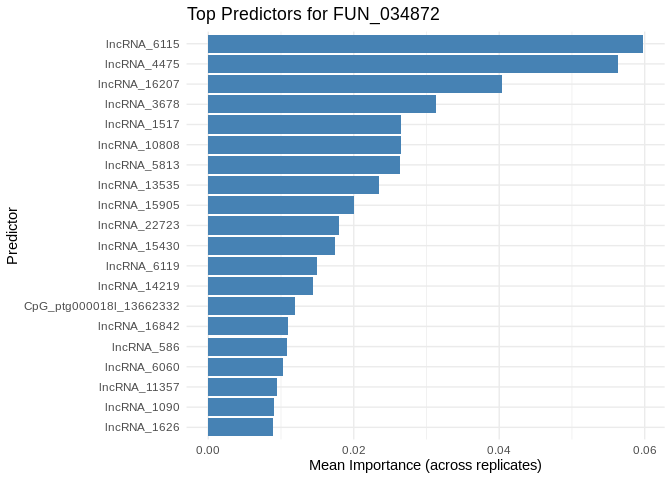 Top Predictors for FUN_034872
Predictor
lncRNA_6115
lncRNA_4475
lncRNA_16207
lncRNA_3678
lncRNA_1517
lncRNA_10808
lncRNA_5813
lncRNA_13535
lncRNA_15905
lncRNA_22723
lncRNA_15430
lncRNA_6119
lncRNA_14219
CpG_ptg000018l_13662332
lncRNA_16842
lncRNA_586
lncRNA_6060
lncRNA_11357
lncRNA_1090
lncRNA_1626
0.00 0.02 0.04 0.06
Mean Importance (across replicates)